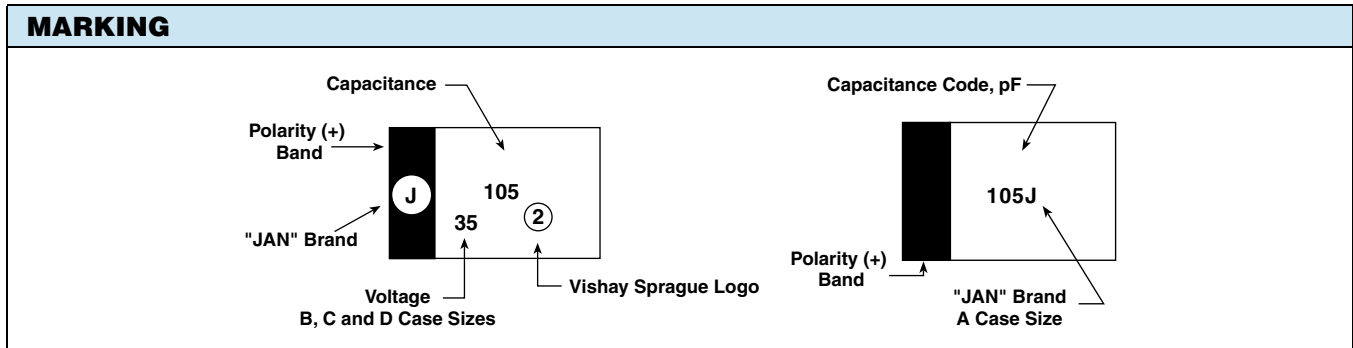 MARKING
Capacitance
Polarity (+)
Band
J
105
35
2
"JAN" Brand
Voltage
B, C and D Case Sizes
Vishay Sprague Logo
Capacitance Code, pF
105J
Polarity (+)
Band
"JAN" Brand
A Case Size